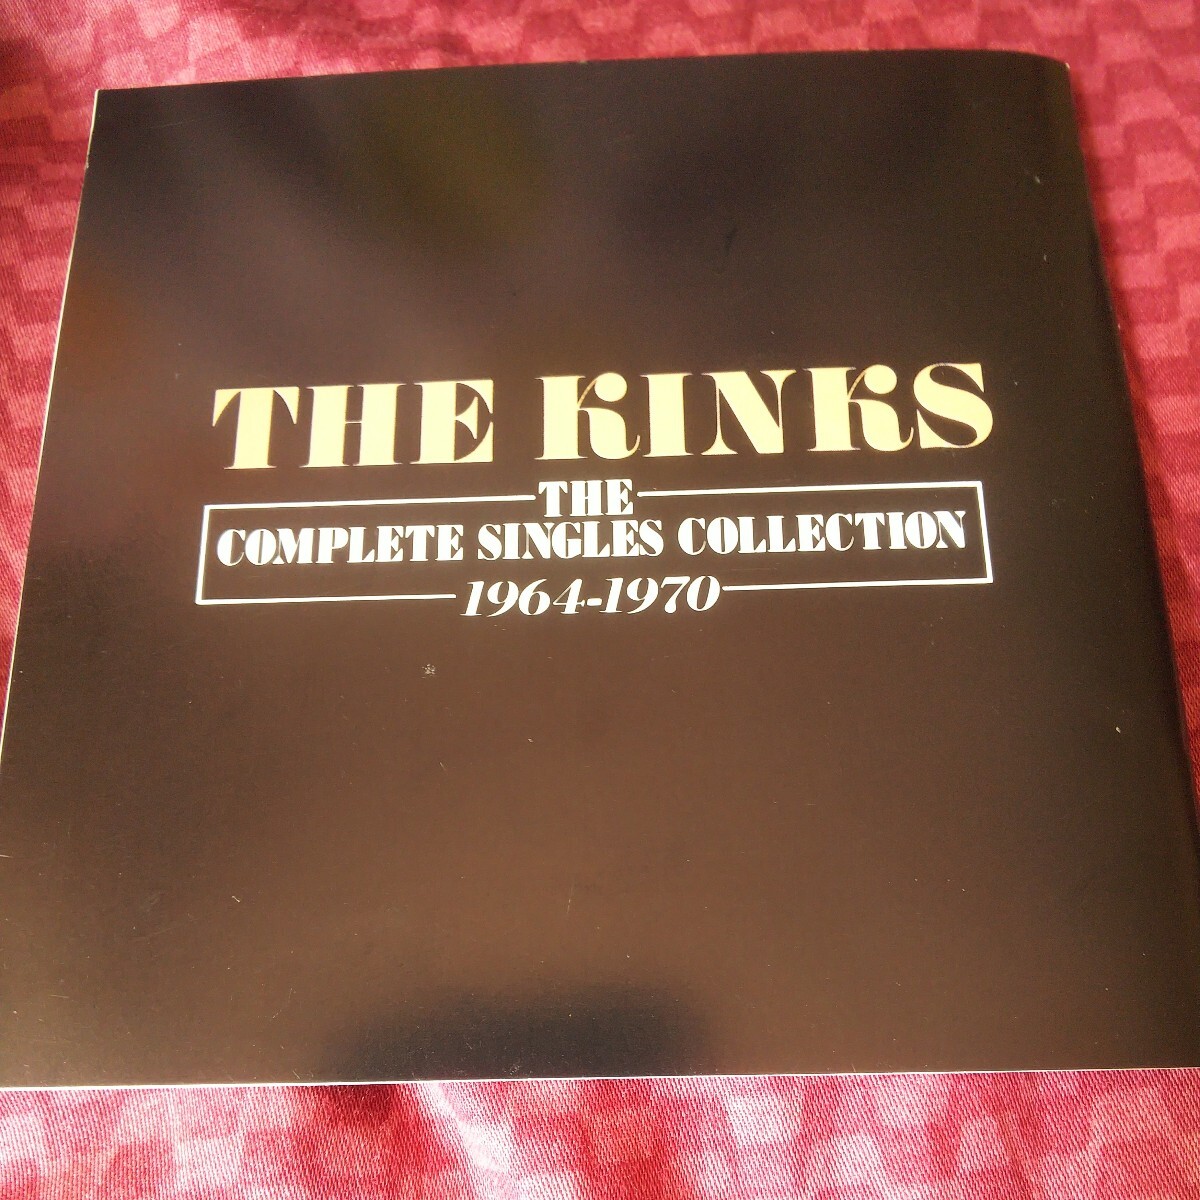 THE KINKS
THE
COMPLETE SINGLES COLLECTION
1964-1970